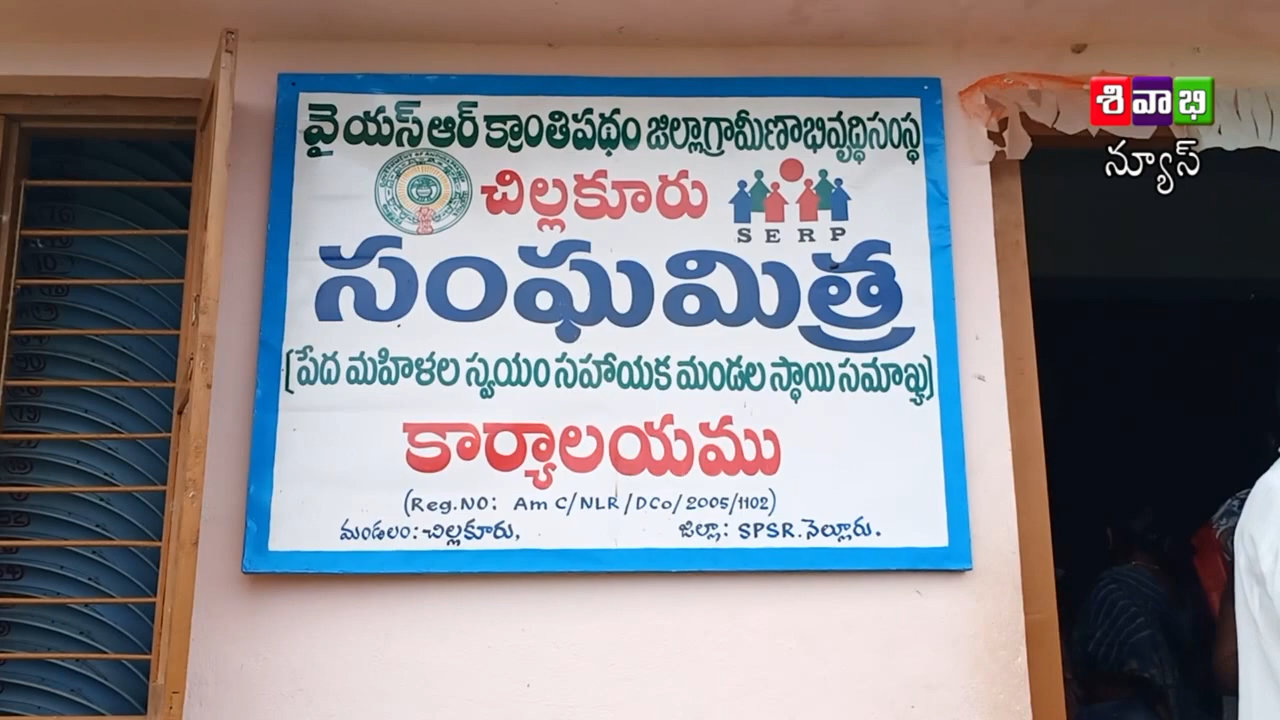 వైయస్ఆర్ క్రాంతిపథం జిల్లాగ్రామీణాభివృద్ధిసంస్థ
చిల్లకూరు
SERP
సంఘమిత్ర
(పేద మహిళల స్వయం సహాయక మండల స్థాయి సమాఖ్య)
కార్యాలయము
(Reg.NO: Am C/NLR/DCo/2005/1102)
మండలం: చిల్లకూరు, జిల్లా: SPSR.నెల్లూరు.
శివాభి
న్యూస్